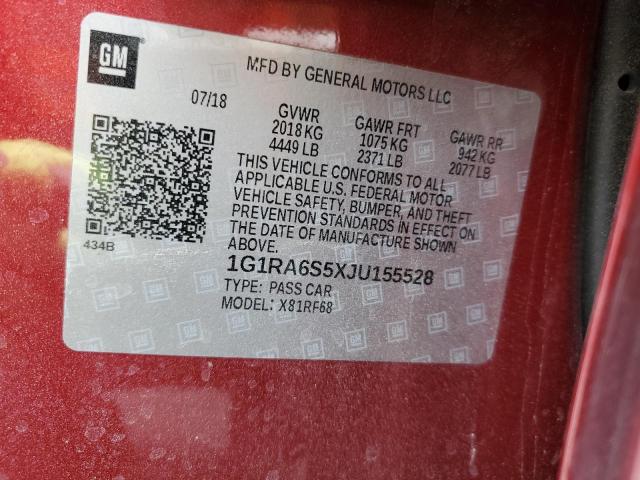 GM
MFD BY GENERAL MOTORS LLC
07/18
GVWR
2018 KG
4449 LB
GAWR FRT
1075 KG
2371 LB
GAWR RR
942 KG
2077 LB
THIS VEHICLE CONFORMS TO ALL
APPLICABLE U.S. FEDERAL MOTOR
VEHICLE SAFETY, BUMPER, AND THEFT
PREVENTION STANDARDS IN EFFECT ON
THE DATE OF MANUFACTURE SHOWN
ABOVE.
434B
1G1RA6S5XJU155528
TYPE: PASS CAR
MODEL: X81RF68